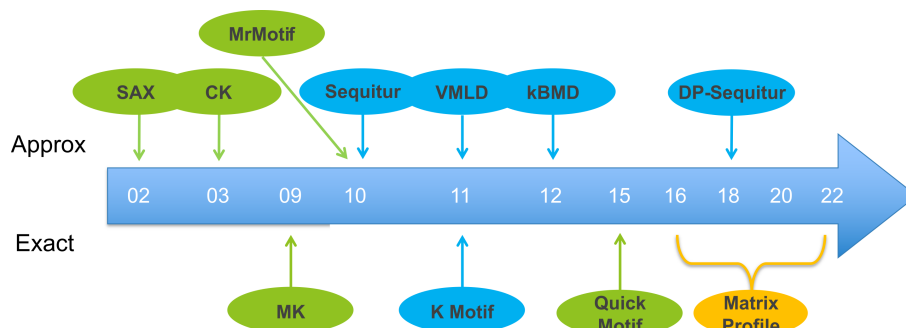 MrMotif
SAX CK Sequitur VMLD kBMD DP-Sequitur
Approx
02 03 09 10 11 12 15 16 18 20 22
Exact
MK K Motif Quick Motif Matrix Profile